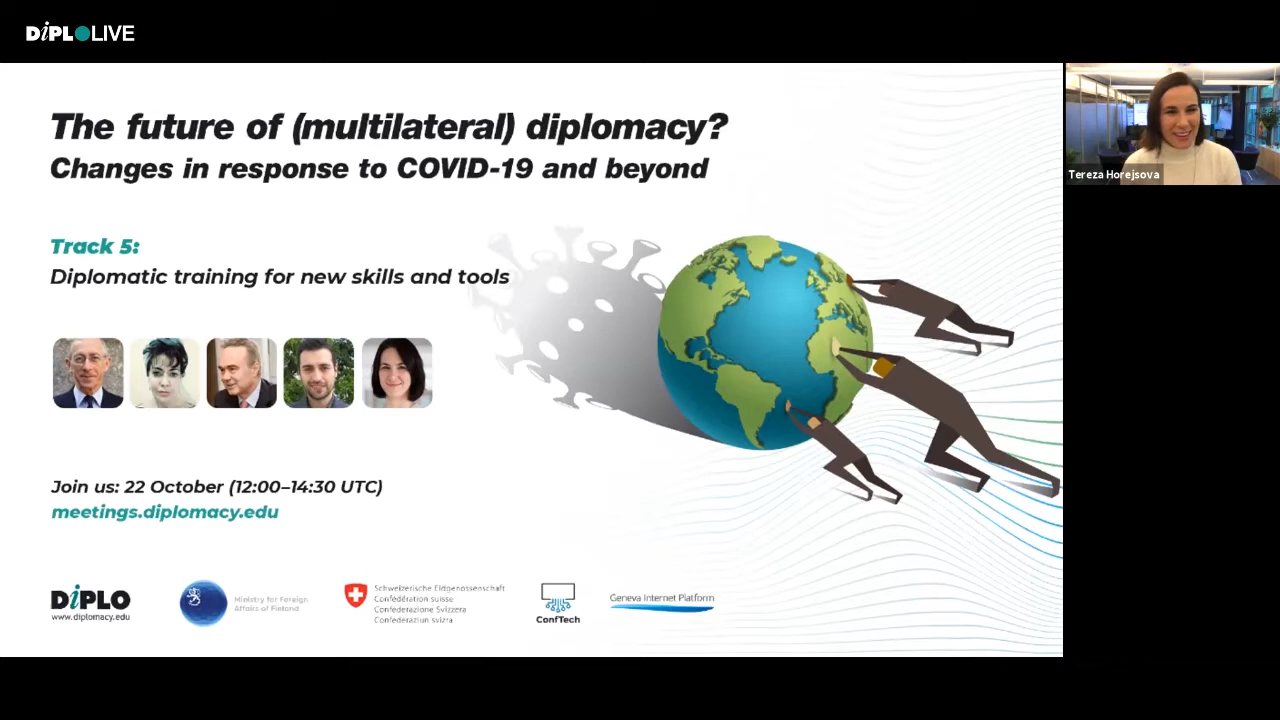 DiPLOLIVE
The future of (multilateral) diplomacy?
Changes in response to COVID-19 and beyond
Tereza Horejsova
Track 5:
Diplomatic training for new skills and tools
Join us: 22 October (12:00–14:30 UTC)
meetings.diplomacy.edu
DiPLO
www.diplomacy.edu
Ministry for Foreign
Affairs of Finland
Schweizerische Eidgenossenschaft
Confédération suisse
Confederazione Svizzera
Confederaziun svizra
ConfTech
Geneva Internet Platform